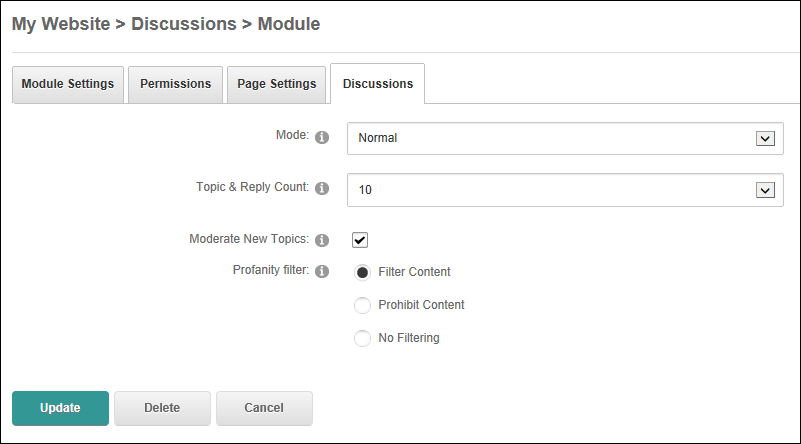 My Website > Discussions > Module
Module Settings Permissions Page Settings Discussions
Mode: Normal
Topic & Reply Count: 10
Moderate New Topics:
Profanity filter: Filter Content
Prohibit Content
No Filtering
Update Delete Cancel